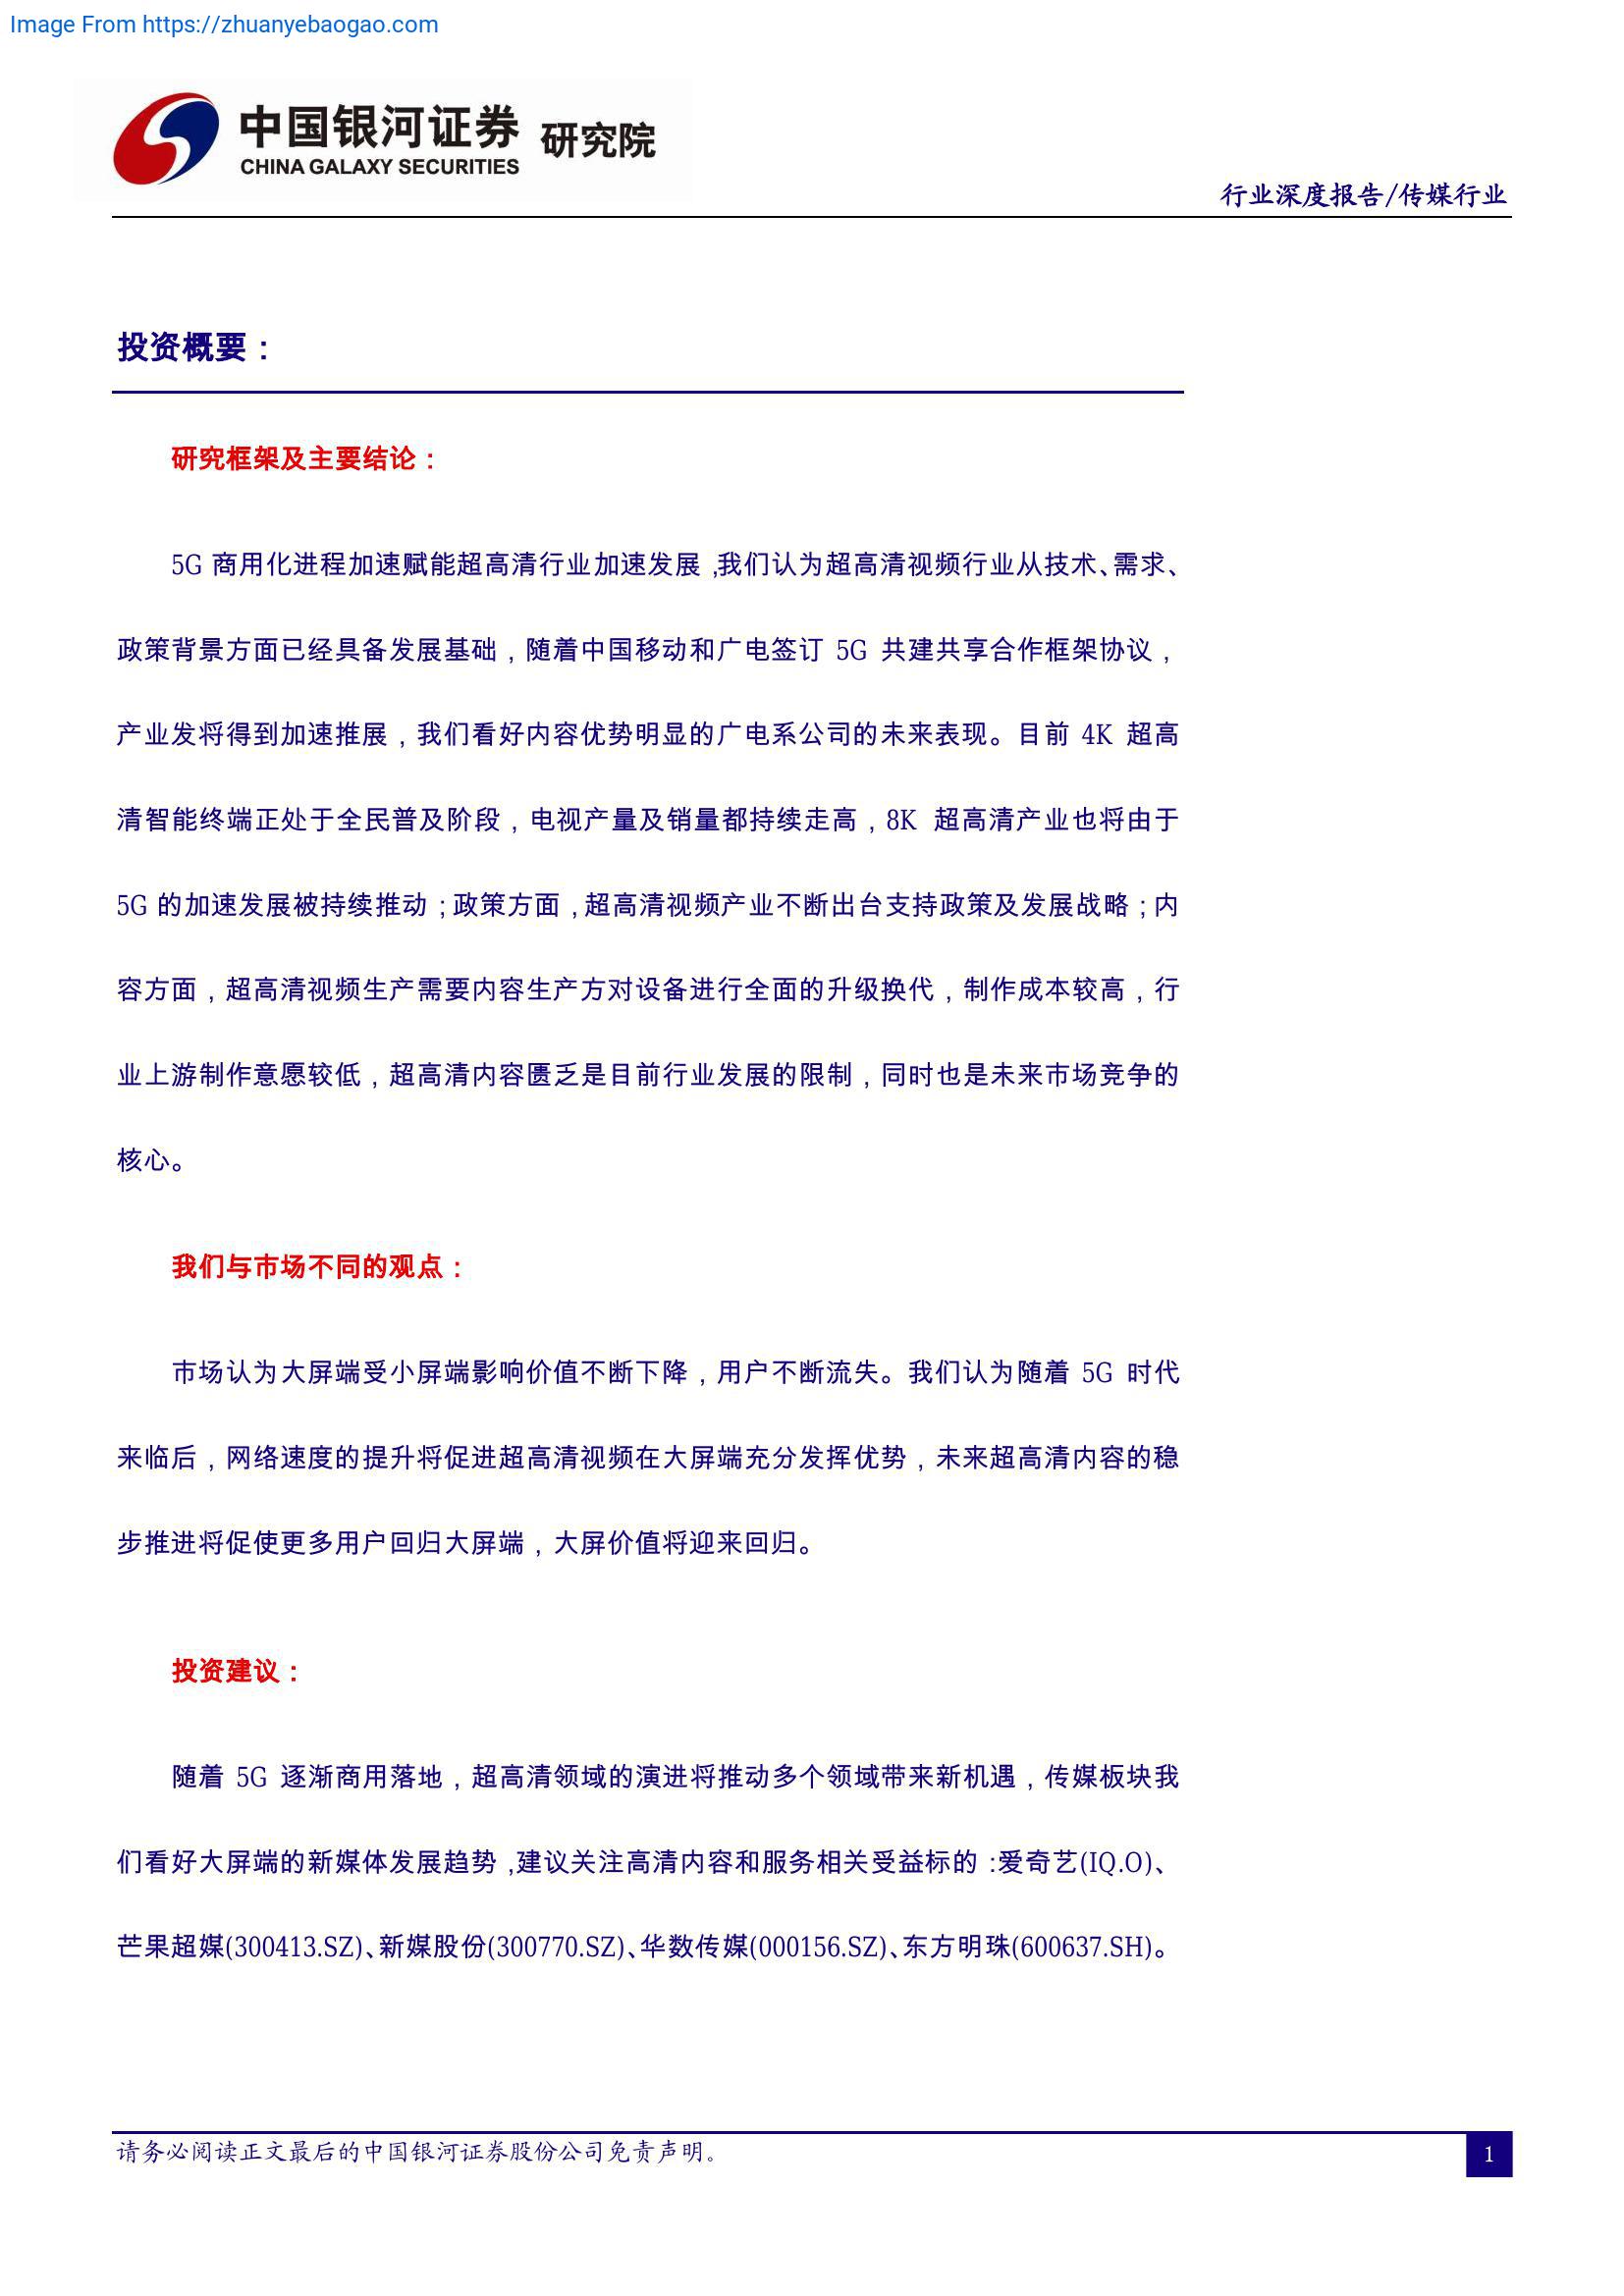 Image From https://zhuanyebaogao.com
中国银河证券 研究院
CHINA GALAXY SECURITIES
行业深度报告/传媒行业
投资概要：
研究框架及主要结论：
5G 商用化进程加速赋能超高清行业加速发展，我们认为超高清视频行业从技术、需求、
政策背景方面已经具备发展基础，随着中国移动和广电签订 5G 共建共享合作框架协议，
产业发将得到加速推展，我们看好内容优势明显的广电系公司的未来表现。目前 4K 超高
清智能终端正处于全民普及阶段，电视产量及销量都持续走高，8K 超高清产业也将由于
5G 的加速发展被持续推动；政策方面，超高清视频产业不断出台支持政策及发展战略；内
容方面，超高清视频生产需要内容生产方对设备进行全面的升级换代，制作成本较高，行
业上游制作意愿较低，超高清内容匮乏是目前行业发展的限制，同时也是未来市场竞争的
核心。
我们与市场不同的观点：
市场认为大屏端受小屏端影响价值不断下降，用户不断流失。我们认为随着 5G 时代
来临后，网络速度的提升将促进超高清视频在大屏端充分发挥优势，未来超高清内容的稳
步推进将促使更多用户回归大屏端，大屏价值将迎来回归。
投资建议：
随着 5G 逐渐商用落地，超高清领域的演进将推动多个领域带来新机遇，传媒板块我
们看好大屏端的新媒体发展趋势，建议关注高清内容和服务相关受益标的：爱奇艺(IQ.O)、
芒果超媒(300413.SZ)、新媒股份(300770.SZ)、华数传媒(000156.SZ)、东方明珠(600637.SH)。
请务必阅读正文最后的中国银河证券股份公司免责声明。
1